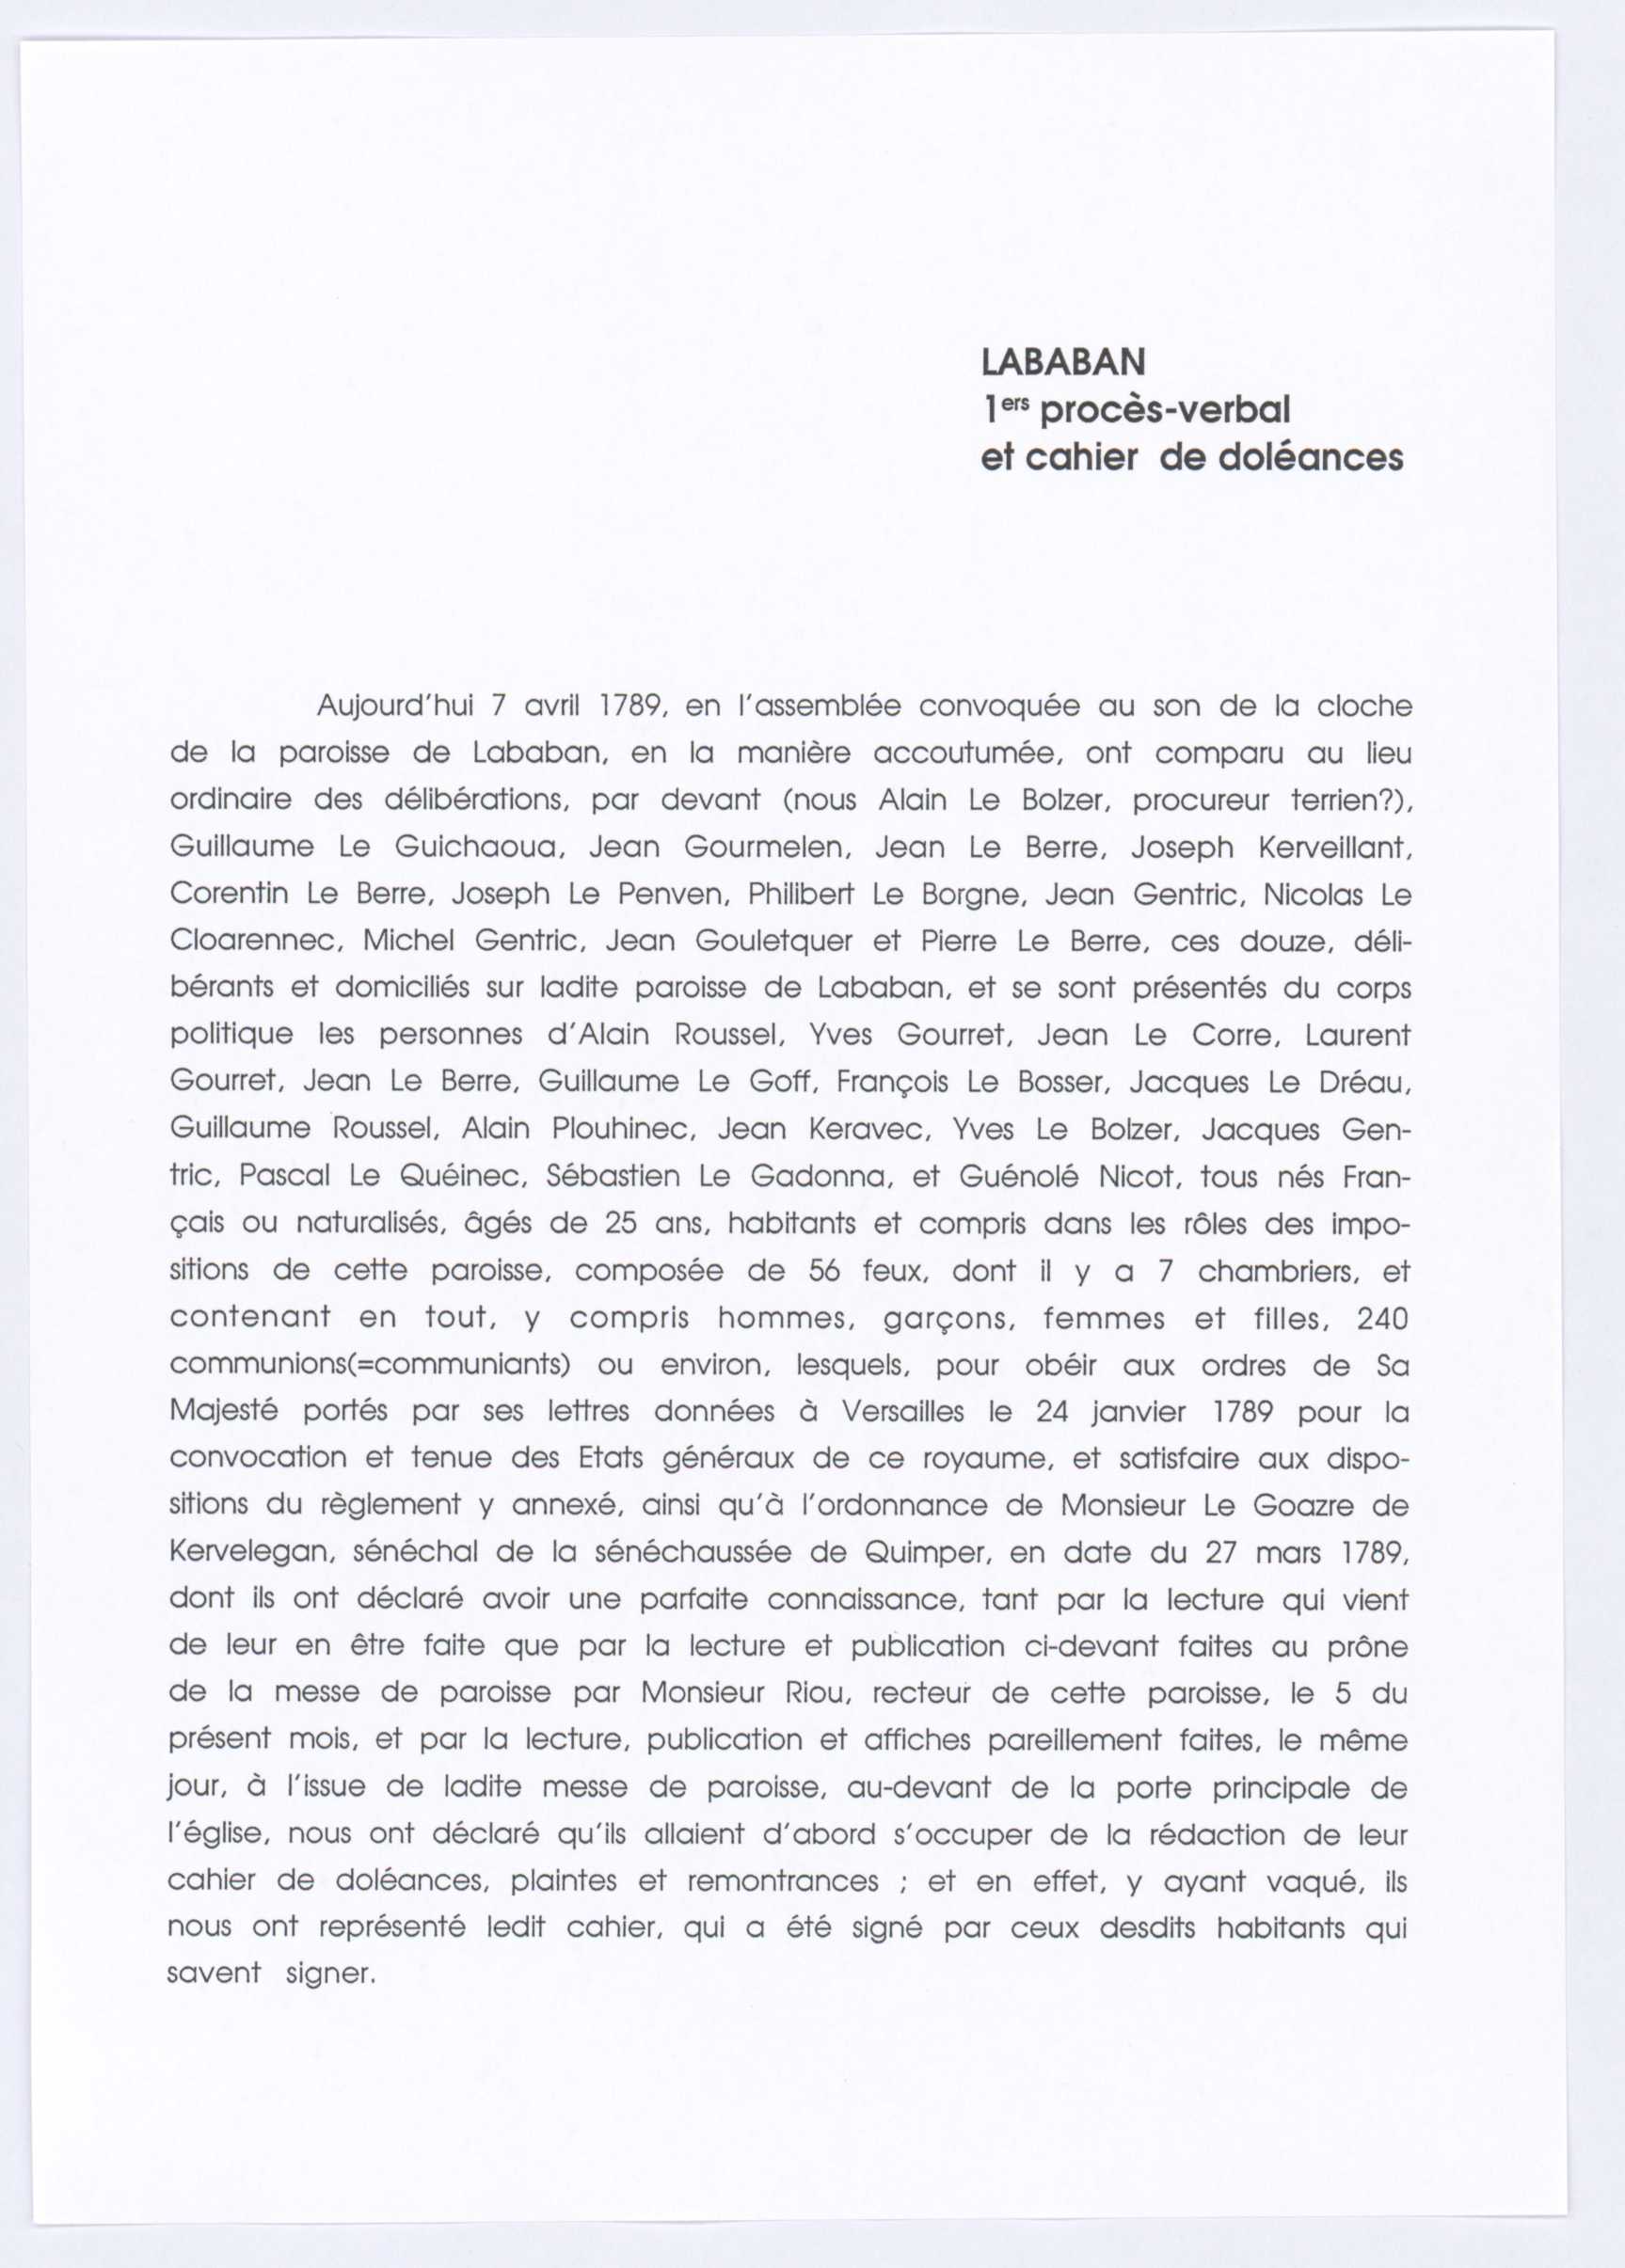 LABABAN
1ers procès-verbal
et cahier de doléances
Aujourd'hui 7 avril 1789, en l'assemblée convoquée au son de la cloche
de la paroisse de Lababan, en la manière accoutumée, ont comparu au lieu
ordinaire des délibérations, par devant (nous Alain Le Bolzer, procureur terrien?),
Guillaume Le Guichaoua, Jean Gourmelen, Jean Le Berre, Joseph Kerveillant,
Corentin Le Berre, Joseph Le Penven, Philibert Le Borgne, Jean Gentric, Nicolas Le
Cloarennec, Michel Gentric, Jean Gouletquer et Pierre Le Berre, ces douze, déli-
bérants et domiciliés sur ladite paroisse de Lababan, et se sont présentés du corps
politique les personnes d'Alain Roussel, Yves Gourret, Jean Le Corre, Laurent
Gourret, Jean Le Berre, Guillaume Le Goff, François Le Bosser, Jacques Le Dréau,
Guillaume Roussel, Alain Plouhinec, Jean Keravec, Yves Le Bolzer, Jacques Gen-
tric, Pascal Le Quéinec, Sébastien Le Gadonna, et Guénolé Nicot, tous nés Fran-
çais ou naturalisés, âgés de 25 ans, habitants et compris dans les rôles des impo-
sitions de cette paroisse, composée de 56 feux, dont il y a 7 chambriers, et
contenant en tout, y compris hommes, garçons, femmes et filles, 240
communions(=communiants) ou environ, lesquels, pour obéir aux ordres de Sa
Majesté portés par ses lettres données à Versailles le 24 janvier 1789 pour la
convocation et tenue des Etats généraux de ce royaume, et satisfaire aux dispo-
sitions du règlement y annexé, ainsi qu'à l'ordonnance de Monsieur Le Goazre de
Kervelegan, sénéchal de la sénéchaussée de Quimper, en date du 27 mars 1789,
dont ils ont déclaré avoir une parfaite connaissance, tant par la lecture qui vient
de leur en être faite que par la lecture et publication ci-devant faites au prône
de la messe de paroisse par Monsieur Riou, recteur de cette paroisse, le 5 du
présent mois, et par la lecture, publication et affiches pareillement faites, le même
jour, à l'issue de ladite messe de paroisse, au-devant de la porte principale de
l'église, nous ont déclaré qu'ils allaient d'abord s'occuper de la rédaction de leur
cahier de doléances, plaintes et remontrances ; et en effet, y ayant vaqué, ils
nous ont représenté ledit cahier, qui a été signé par ceux desdits habitants qui
savent signer.